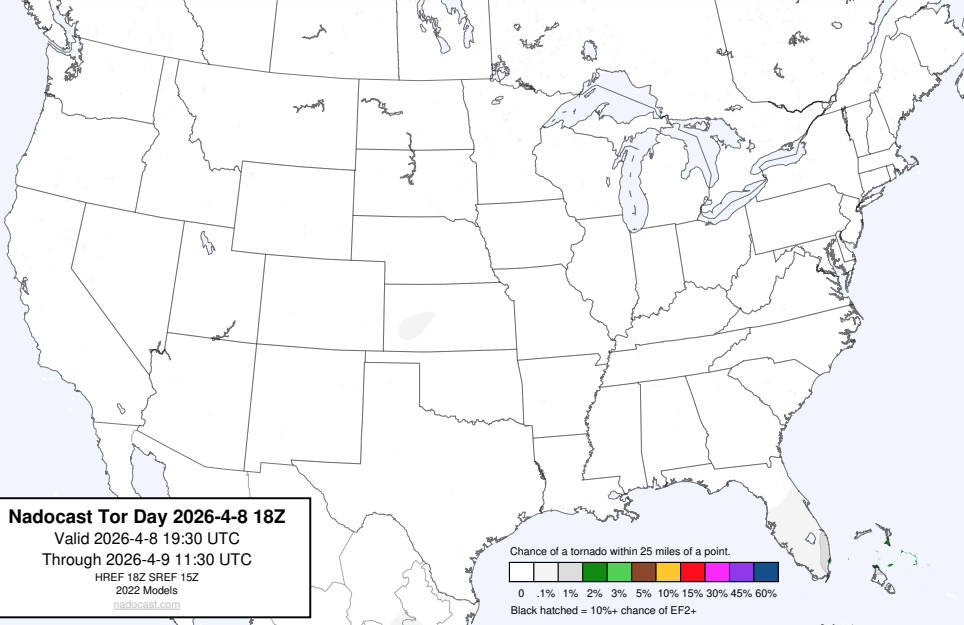 Nadocast Tor Day 2026-4-8 18Z
Valid 2026-4-8 19:30 UTC
Through 2026-4-9 11:30 UTC
HREF 18Z SREF 15Z
2022 Models
nadocast.com
Chance of a tornado within 25 miles of a point.
0 .1% 1% 2% 3% 5% 10% 15% 30% 45% 60%
Black hatched = 10%+ chance of EF2+